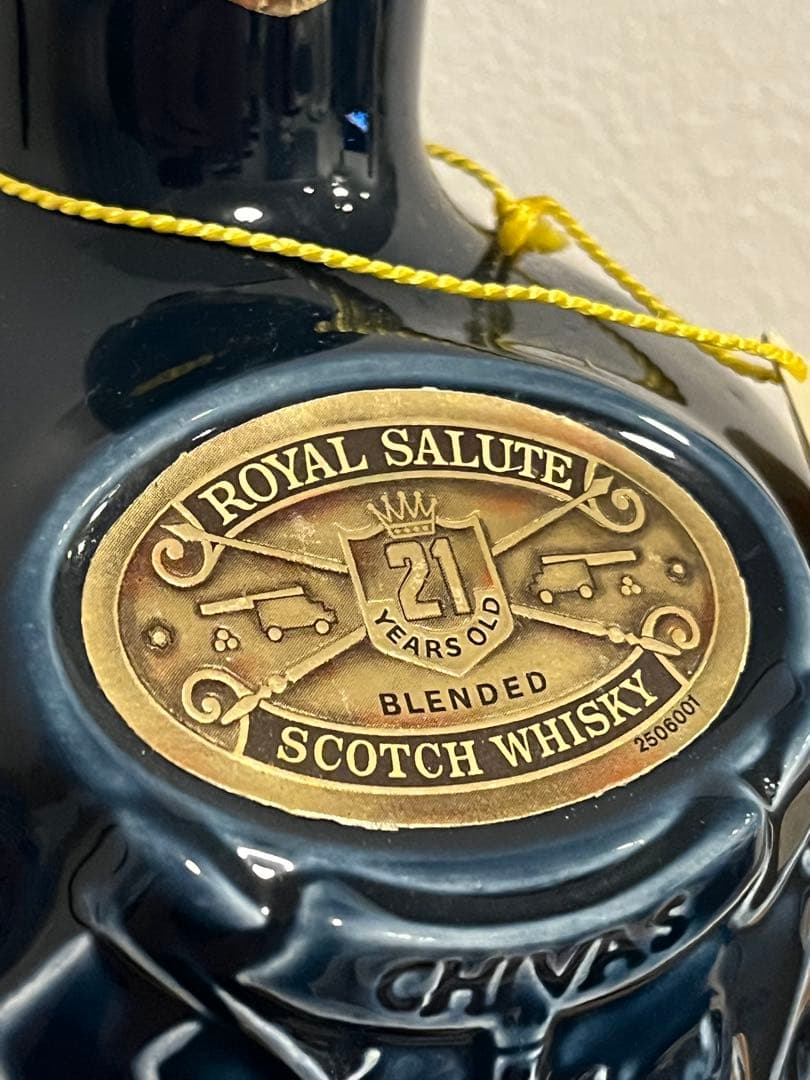 ROYAL SALUTE
21
YEARS OLD
BLENDED
SCOTCH WHISKY
2506001
CHIVAS